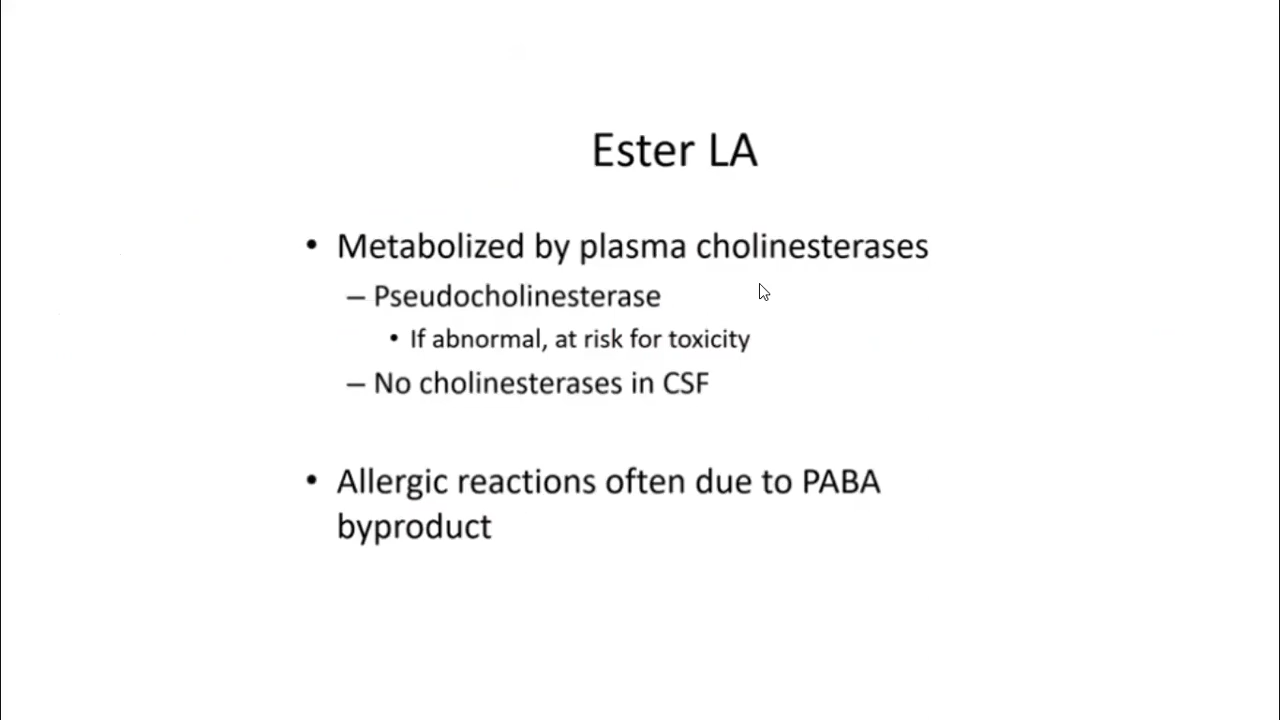 Ester LA
• Metabolized by plasma cholinesterases
– Pseudocholinesterase
• If abnormal, at risk for toxicity
– No cholinesterases in CSF
• Allergic reactions often due to PABA
byproduct